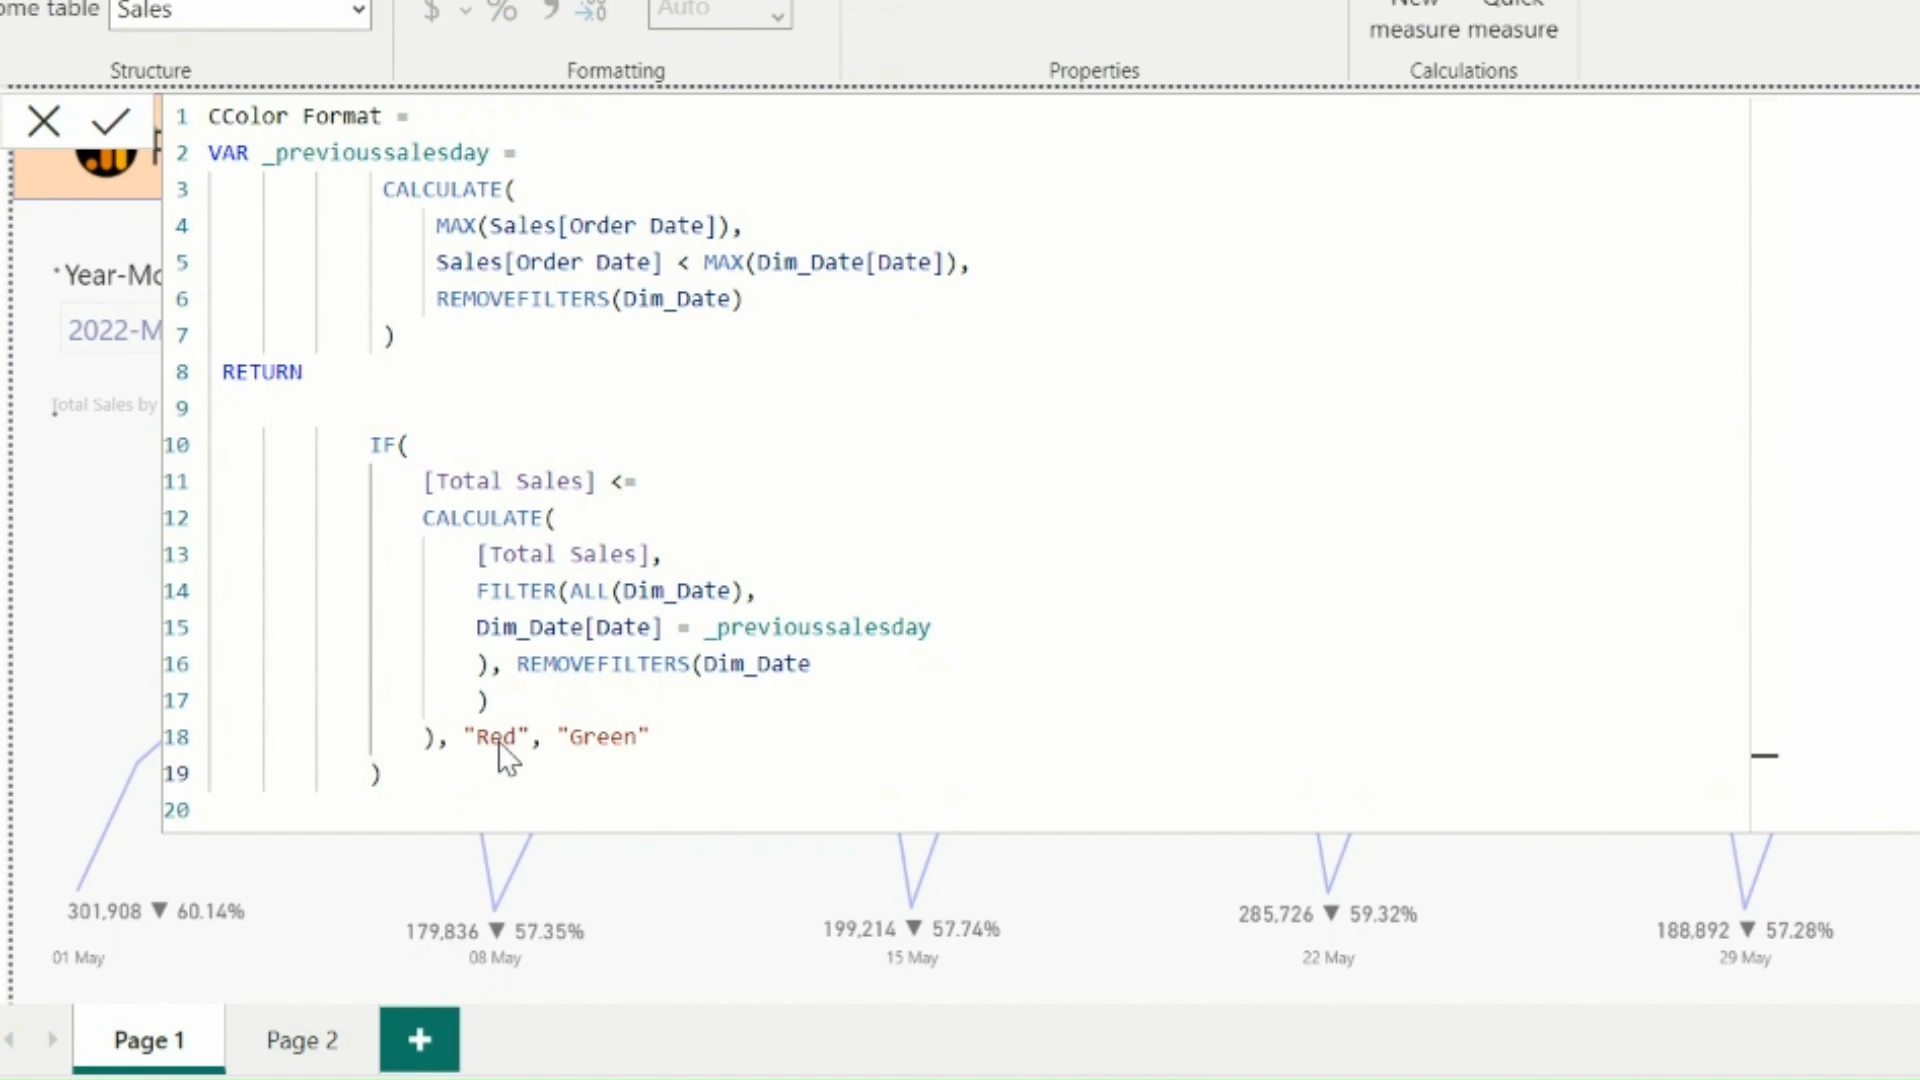 ome table Sales
$ % Auto
New Quick
measure measure
Structure Formatting Properties Calculations
1 CColor Format =
2 VAR _previoussalesday =
3 CALCULATE(
4 MAX(Sales[Order Date]),
5 Sales[Order Date] < MAX(Dim_Date[Date]),
6 REMOVEFILTERS(Dim_Date)
7 )
8 RETURN
9
10 IF(
11 [Total Sales] <=
12 CALCULATE(
13 [Total Sales],
14 FILTER(ALL(Dim_Date),
15 Dim_Date[Date] = _previoussalesday
16 ), REMOVEFILTERS(Dim_Date
17 )
18 ), "Red", "Green"
19 )
20
Year-Mo
2022-M
Total Sales by
301,908 ▼ 60.14%
179,836 ▼ 57.35%
199,214 ▼ 57.74%
285,726 ▼ 59.32%
188,892 ▼ 57.28%
01 May 08 May 15 May 22 May 29 May
Page 1 Page 2 +